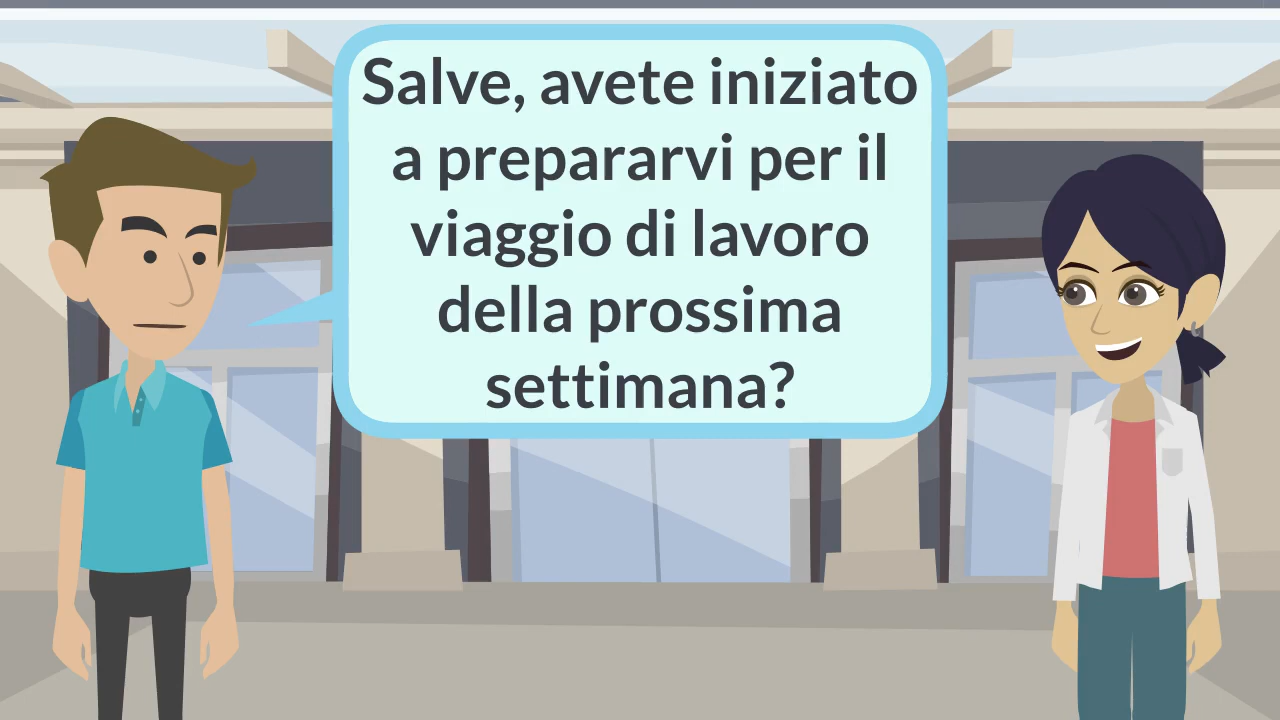 Salve, avete iniziato
a prepararvi per il
viaggio di lavoro
della prossima
settimana?